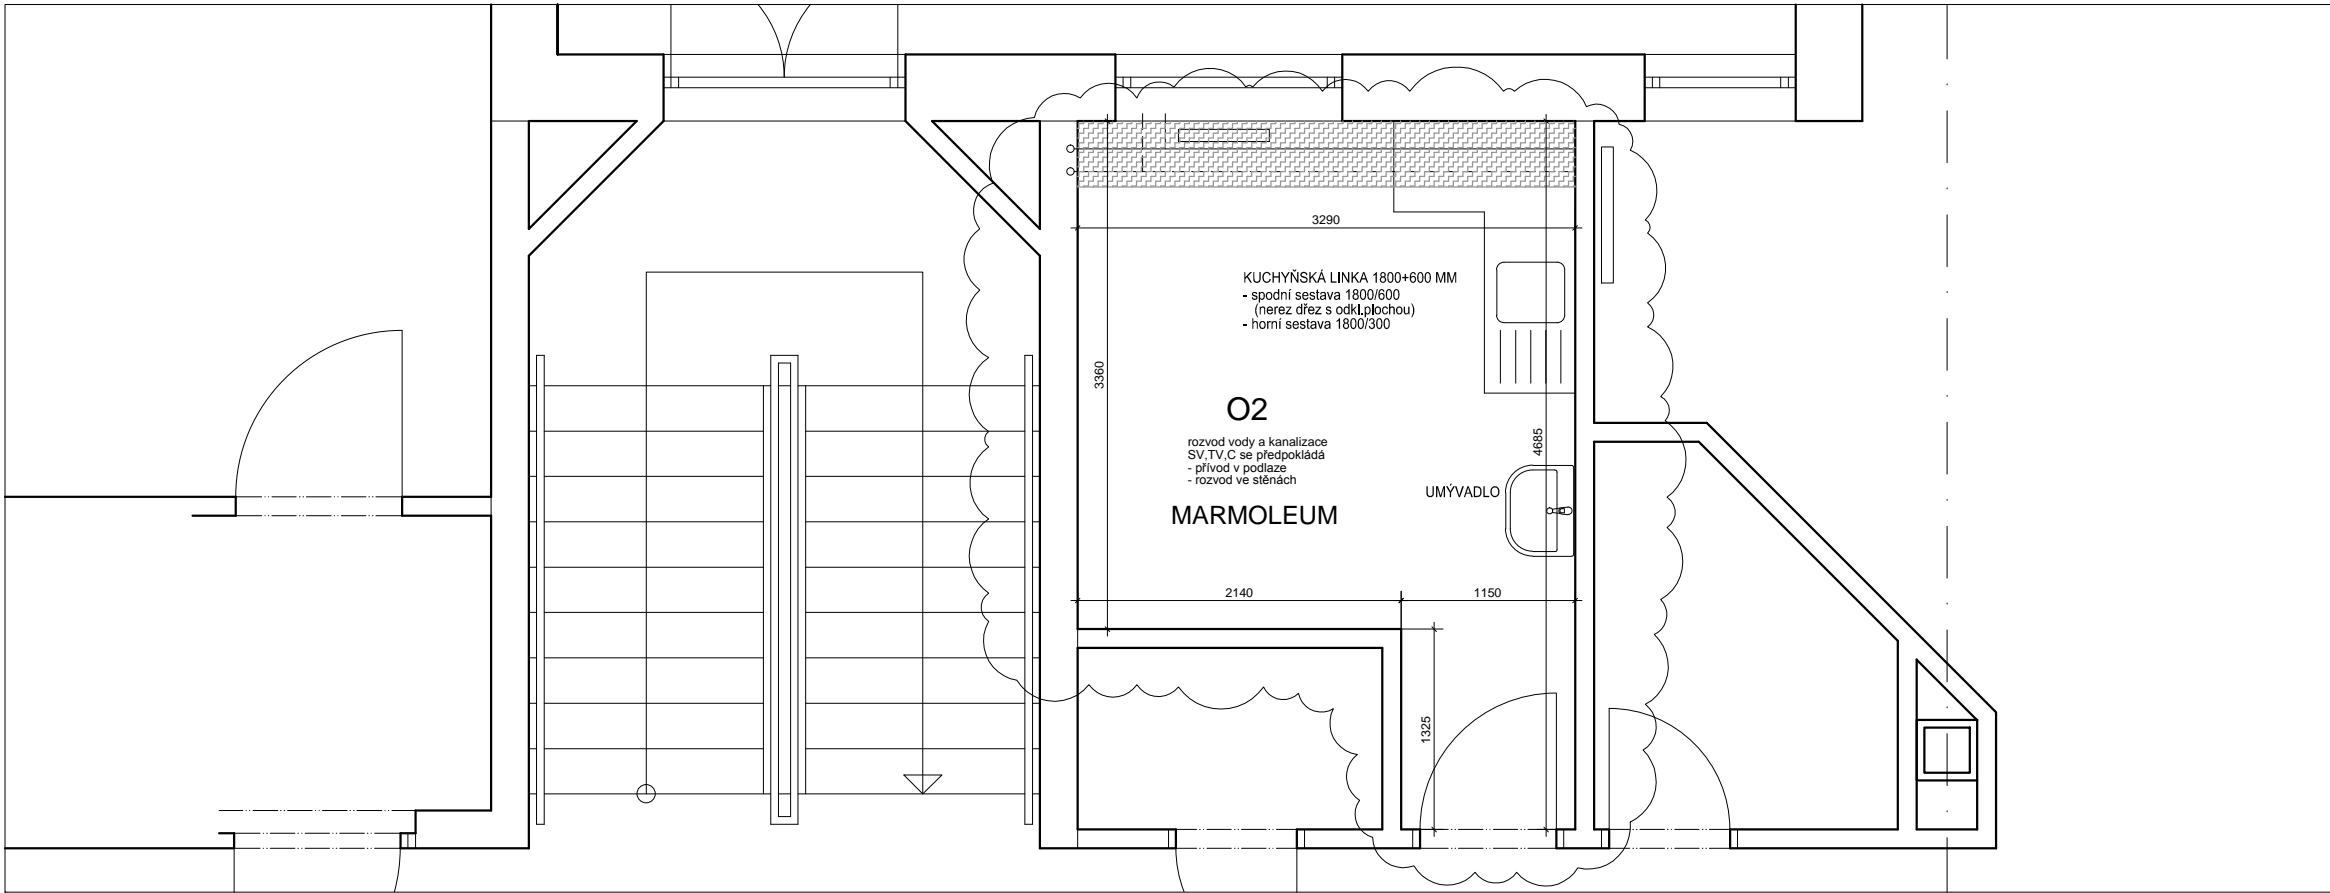 3290
KUCHYŇSKÁ LINKA 1800+600 MM
- spodní sestava 1800/600
(nerez dřez s odkl.plochou)
- horní sestava 1800/300
3360
O2
4685
rozvod vody a kanalizace
SV,TV,C se předpokládá
- přívod v podlaze
- rozvod ve stěnách
UMÝVADLO
MARMOLEUM
2140
1150
1325